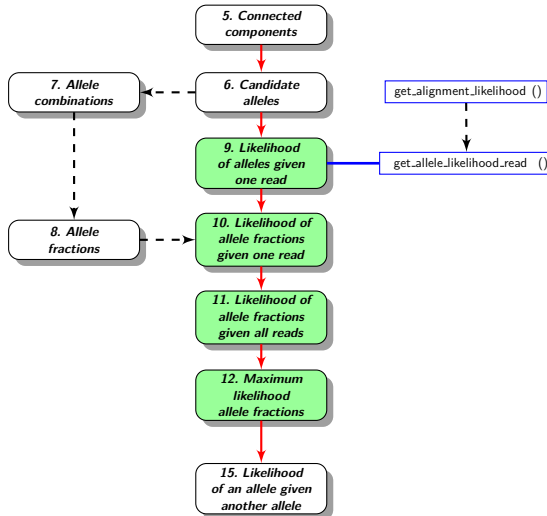 5. Connected
components
7. Allele
combinations
6. Candidate
alleles
get_alignment_likelihood ()
9. Likelihood
of alleles given
one read
get_allele_likelihood_read ()
8. Allele
fractions
10. Likelihood of
allele fractions
given one read
11. Likelihood of
allele fractions
given all reads
12. Maximum
likelihood
allele fractions
15. Likelihood
of an allele given
another allele